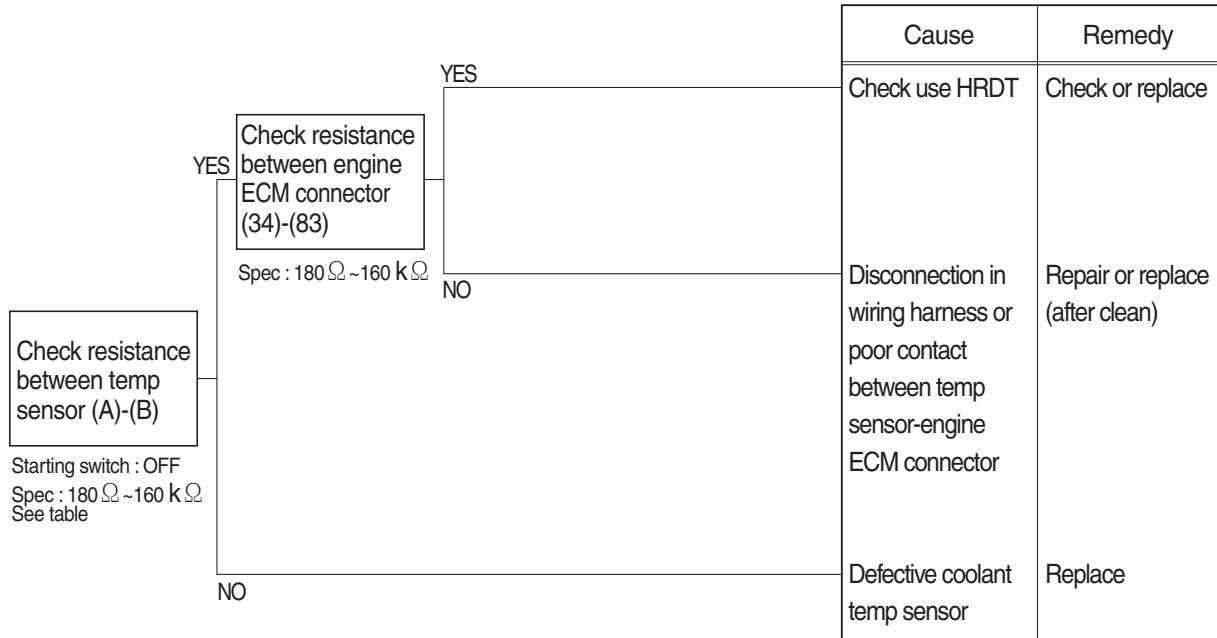 Cause
Remedy
YES
Check use HRDT
Check or replace
YES
Check resistance
between engine
ECM connector
(34)-(83)
Spec : 180 Ω ~160 k Ω
NO
Disconnection in
wiring harness or
poor contact
between temp
sensor-engine
ECM connector
Repair or replace
(after clean)
Check resistance
between temp
sensor (A)-(B)
Starting switch : OFF
Spec : 180 Ω ~160 k Ω
See table
NO
Defective coolant
temp sensor
Replace